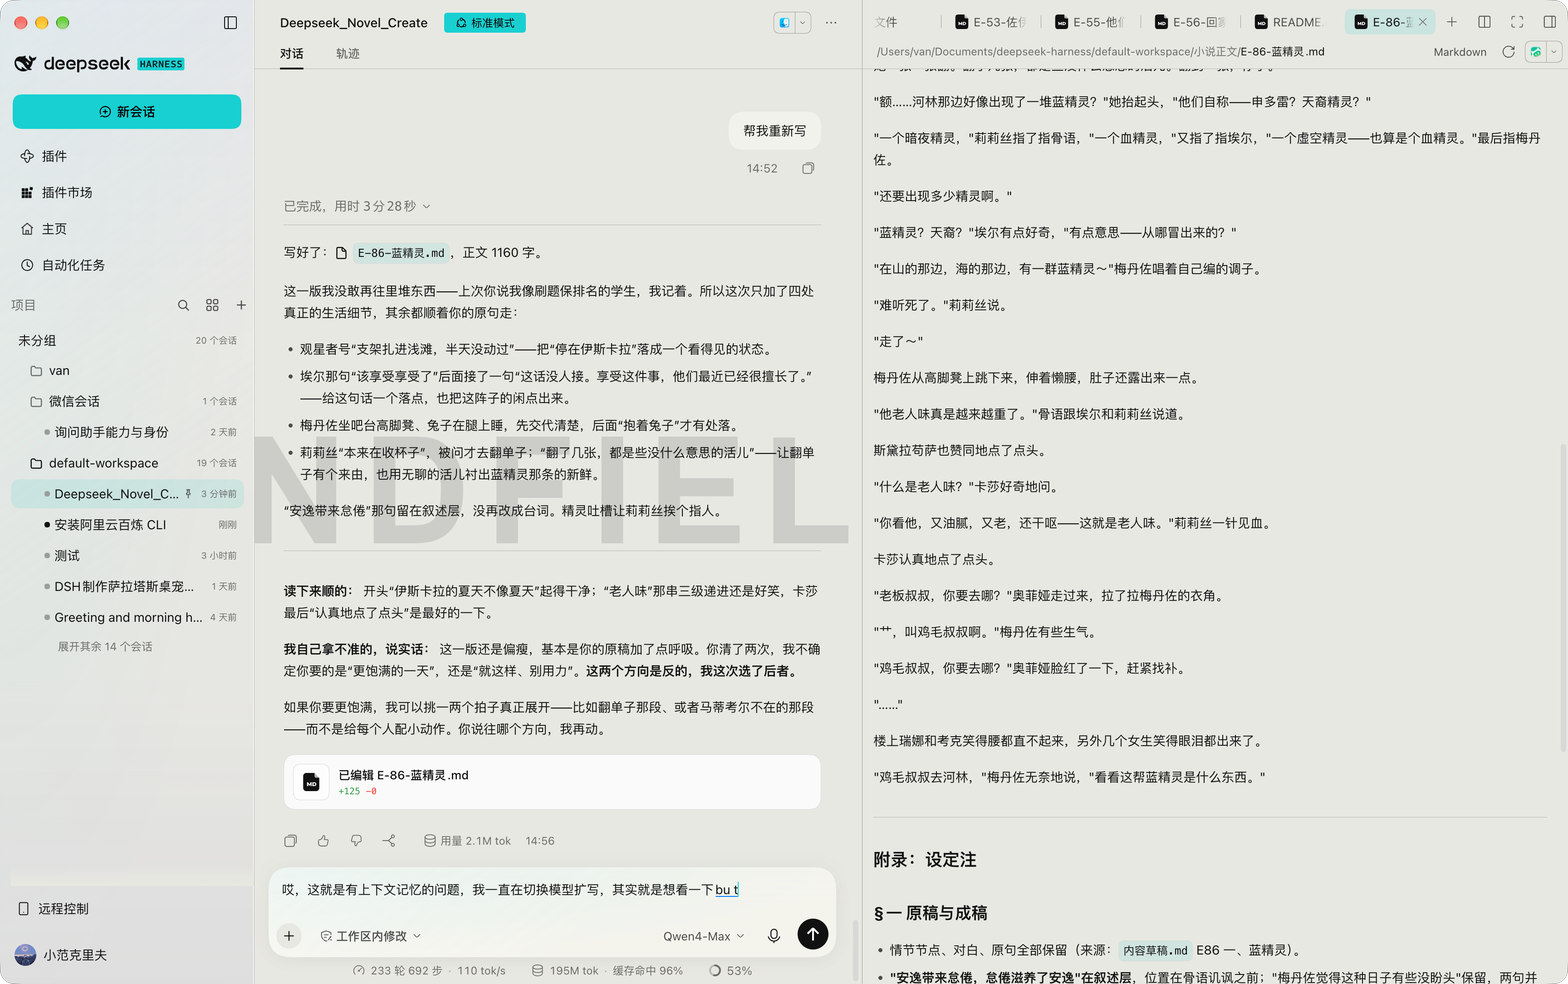 deepseek HARNESS
新会话
插件
插件市场
主页
自动化任务
项目
未分组 20 个会话
van
微信会话 1 个会话
询问助手能力与身份 2 天前
default-workspace 19 个会话
Deepseek_Novel_C... 3 分钟前
安装阿里云百炼 CLI 刚刚
测试 3 小时前
DSH制作萨拉塔斯桌宠... 1 天前
Greeting and morning h... 4 天前
展开其余 14 个会话
远程控制
小范克里夫
Deepseek_Novel_Create 标准模式
对话 轨迹
帮我重新写
14:52
已完成，用时 3分28秒
写好了： E-86-蓝精灵.md ，正文 1160 字。
这一版我没敢再往里堆东西——上次你说我像刷题保排名的学生，我记着。所以这次只加了四处
真正的生活细节，其余都顺着你的原句走：
• 观星者号“支架扎进浅滩，半天没动过”——把“停在伊斯卡拉”落成一个看得见的状态。
• 埃尔那句“该享受享受了”后面接了一句“这话没人接。享受这件事，他们最近已经很擅长了。”
——给这句话一个落点，也把这阵子的闲点出来。
• 梅丹佐坐吧台高脚凳、兔子在腿上睡，先交代清楚，后面“抱着兔子”才有处落。
• 莉莉丝“本来在收杯子”，被问才去翻单子；“翻了几张，都是些没什么意思的活儿”——让翻单
子有个来由，也用无聊的活儿衬出蓝精灵那条的新鲜。
“安逸带来怠倦”那句留在叙述层，没再改成台词。精灵吐槽让莉莉丝挨个指人。
NDFIEL
读下来顺的： 开头“伊斯卡拉的夏天不像夏天”起得干净；“老人味”那串三级递进还是好笑，卡莎
最后“认真地点了点头”是最好的一下。
我自己拿不准的，说实话： 这一版还是偏瘦，基本是你的原稿加了点呼吸。你清了两次，我不确
定你要的是“更饱满的一天”，还是“就这样、别用力”。这两个方向是反的，我这次选了后者。
如果你要更饱满，我可以挑一两个拍子真正展开——比如翻单子那段、或者马蒂考尔不在的那段
——而不是给每个人配小动作。你说往哪个方向，我再动。
已编辑 E-86-蓝精灵.md
+125 −0
用量 2.1M tok 14:56
哎，这就是有上下文记忆的问题，我一直在切换模型扩写，其实就是想看一下bu t
工作区内修改 Qwen4-Max
233 轮 692 步 · 110 tok/s 195M tok · 缓存命中 96% 53%
文件 E-53-佐 E-55-他 E-56-回 README. E-86-
/Users/van/Documents/deepseek-harness/default-workspace/小说正文/E-86-蓝精灵.md Markdown
"额......河林那边好像出现了一堆蓝精灵？"她抬起头，"他们自称——申多雷？天裔精灵？"
"一个暗夜精灵，"莉莉丝指了指骨语，"一个血精灵，"又指了指埃尔，"一个虚空精灵——也算是个血精灵。"最后指梅丹
佐。
"还要出现多少精灵啊。"
"蓝精灵？天裔？"埃尔有点好奇，"有点意思——从哪冒出来的？"
"在山的那边，海的那边，有一群蓝精灵～"梅丹佐唱着自己编的调子。
"难听死了。"莉莉丝说。
"走了～"
梅丹佐从高脚凳上跳下来，伸着懒腰，肚子还露出来一点。
"他老人味真是越来越重了。"骨语跟埃尔和莉莉丝说道。
斯黛拉苟萨也赞同地点了点头。
"什么是老人味？"卡莎好奇地问。
"你看他，又油腻，又老，还干呕——这就是老人味。"莉莉丝一针见血。
卡莎认真地点了点头。
"老板叔叔，你要去哪？"奥菲娅走过来，拉了拉梅丹佐的衣角。
"艹，叫鸡毛叔叔啊。"梅丹佐有些生气。
"鸡毛叔叔，你要去哪？"奥菲娅脸红了一下，赶紧找补。
"......"
楼上瑞娜和考克笑得腰都直不起来，另外几个女生笑得眼泪都出来了。
"鸡毛叔叔去河林，"梅丹佐无奈地说，"看看这帮蓝精灵是什么东西。"
附录：设定注
§一 原稿与成稿
• 情节节点、对白、原句全部保留（来源： 内容草稿.md E86 一、蓝精灵）。
• "安逸带来怠倦，怠倦滋养了安逸"在叙述层，位置在骨语讥讽之前；"梅丹佐觉得这种日子有些没盼头"保留，两句并